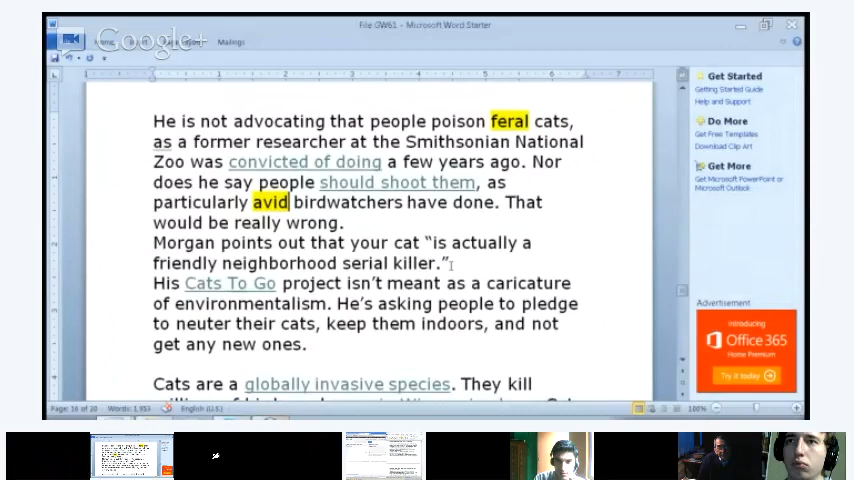 File GW61 - Microsoft Word Starter
Google+
Mailings
He is not advocating that people poison feral cats,
as a former researcher at the Smithsonian National
Zoo was convicted of doing a few years ago. Nor
does he say people should shoot them, as
particularly avid birdwatchers have done. That
would be really wrong.
Morgan points out that your cat “is actually a
friendly neighborhood serial killer.”
His Cats To Go project isn’t meant as a caricature
of environmentalism. He’s asking people to pledge
to neuter their cats, keep them indoors, and not
get any new ones.
Cats are a globally invasive species. They kill
Get Started
Getting Started Guide
Help and Support
Do More
Get Free Templates
Download Clip Art
Get More
Get Microsoft PowerPoint or
Microsoft Outlook
Advertisement
introducing
Office 365
Home Premium
Try it today
Page: 16 of 20 Words: 1,953 English (U.S.) 100%